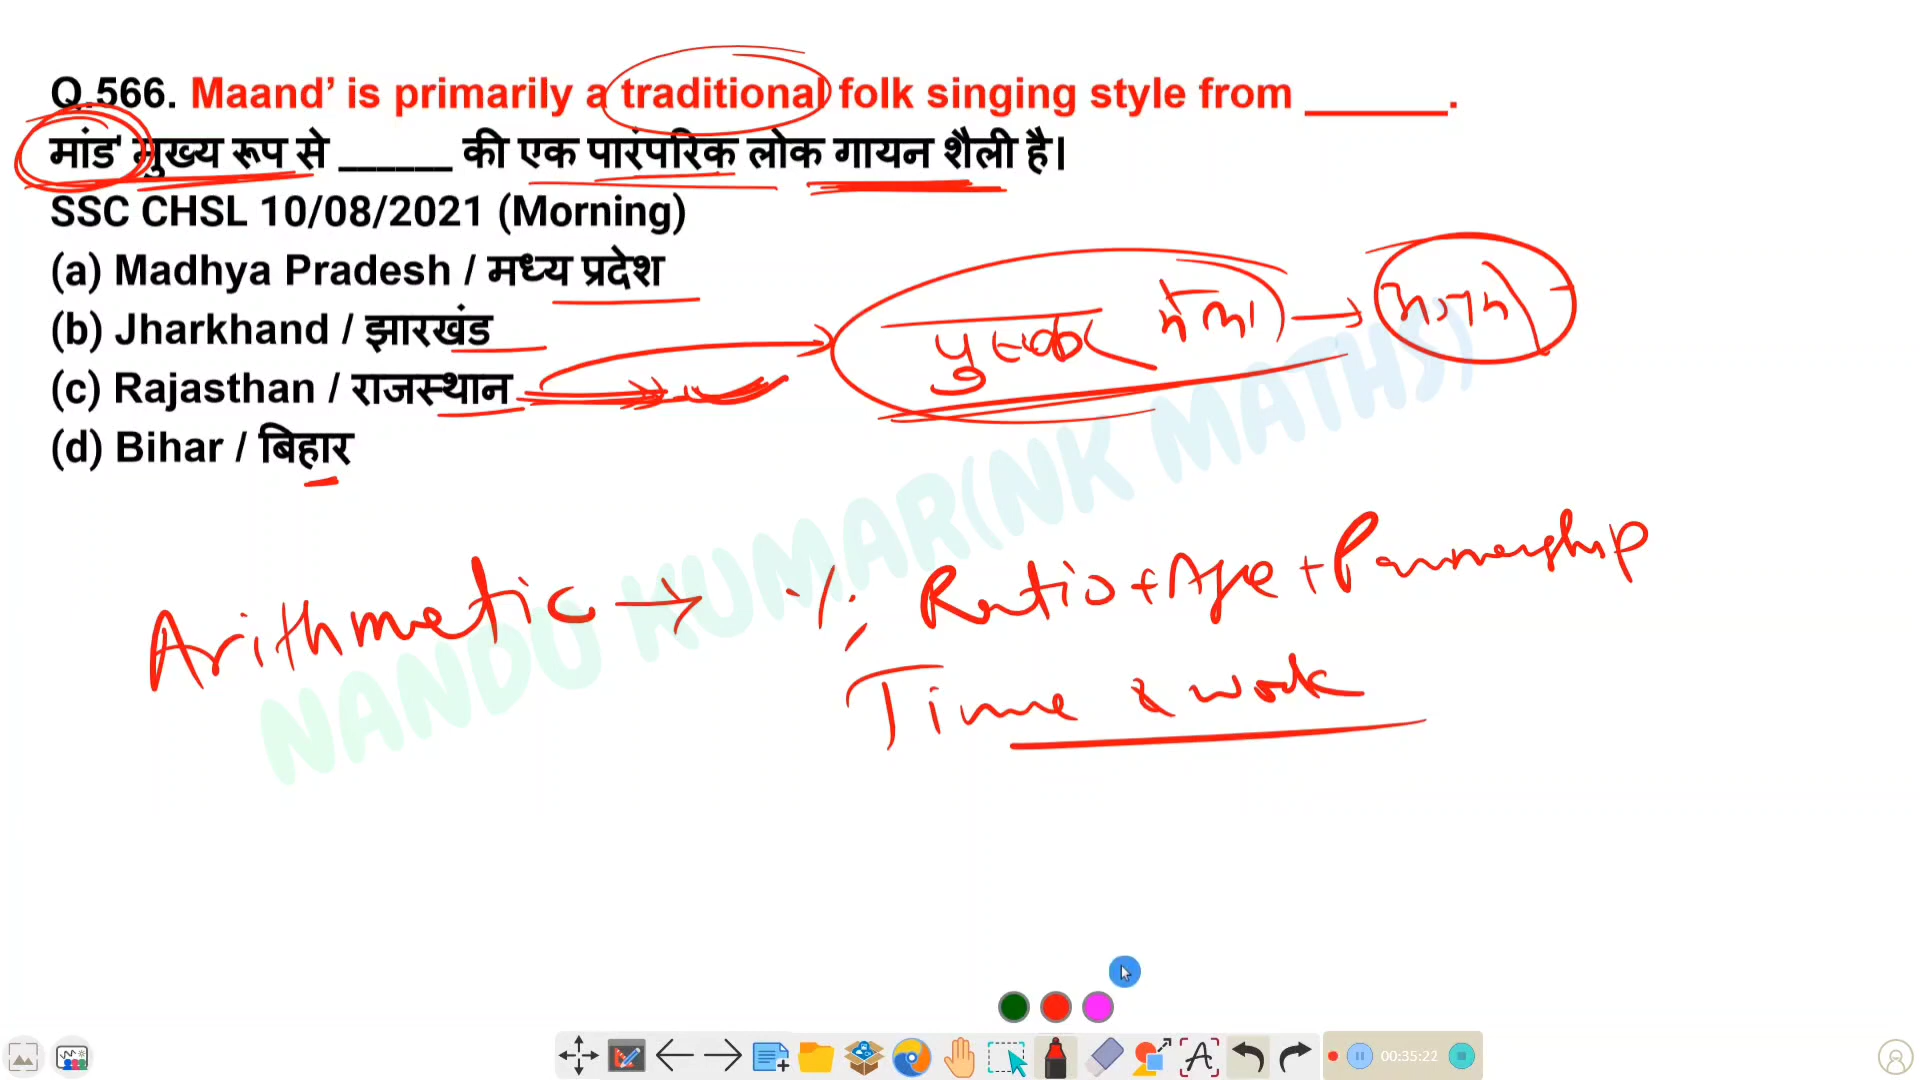 Q.566. Maand’ is primarily a traditional folk singing style from ______.
मांड' मुख्य रूप से ______ की एक पारंपरिक लोक गायन शैली है।
SSC CHSL 10/08/2021 (Morning)
(a) Madhya Pradesh / मध्य प्रदेश
(b) Jharkhand / झारखंड
(c) Rajasthan / राजस्थान
(d) Bihar / बिहार
पुष्कर मेला →
Arithmetic → % Ratio + Age + Partnership
Time & work
NANDU KUMAR(NK MATHS)
00:35:22